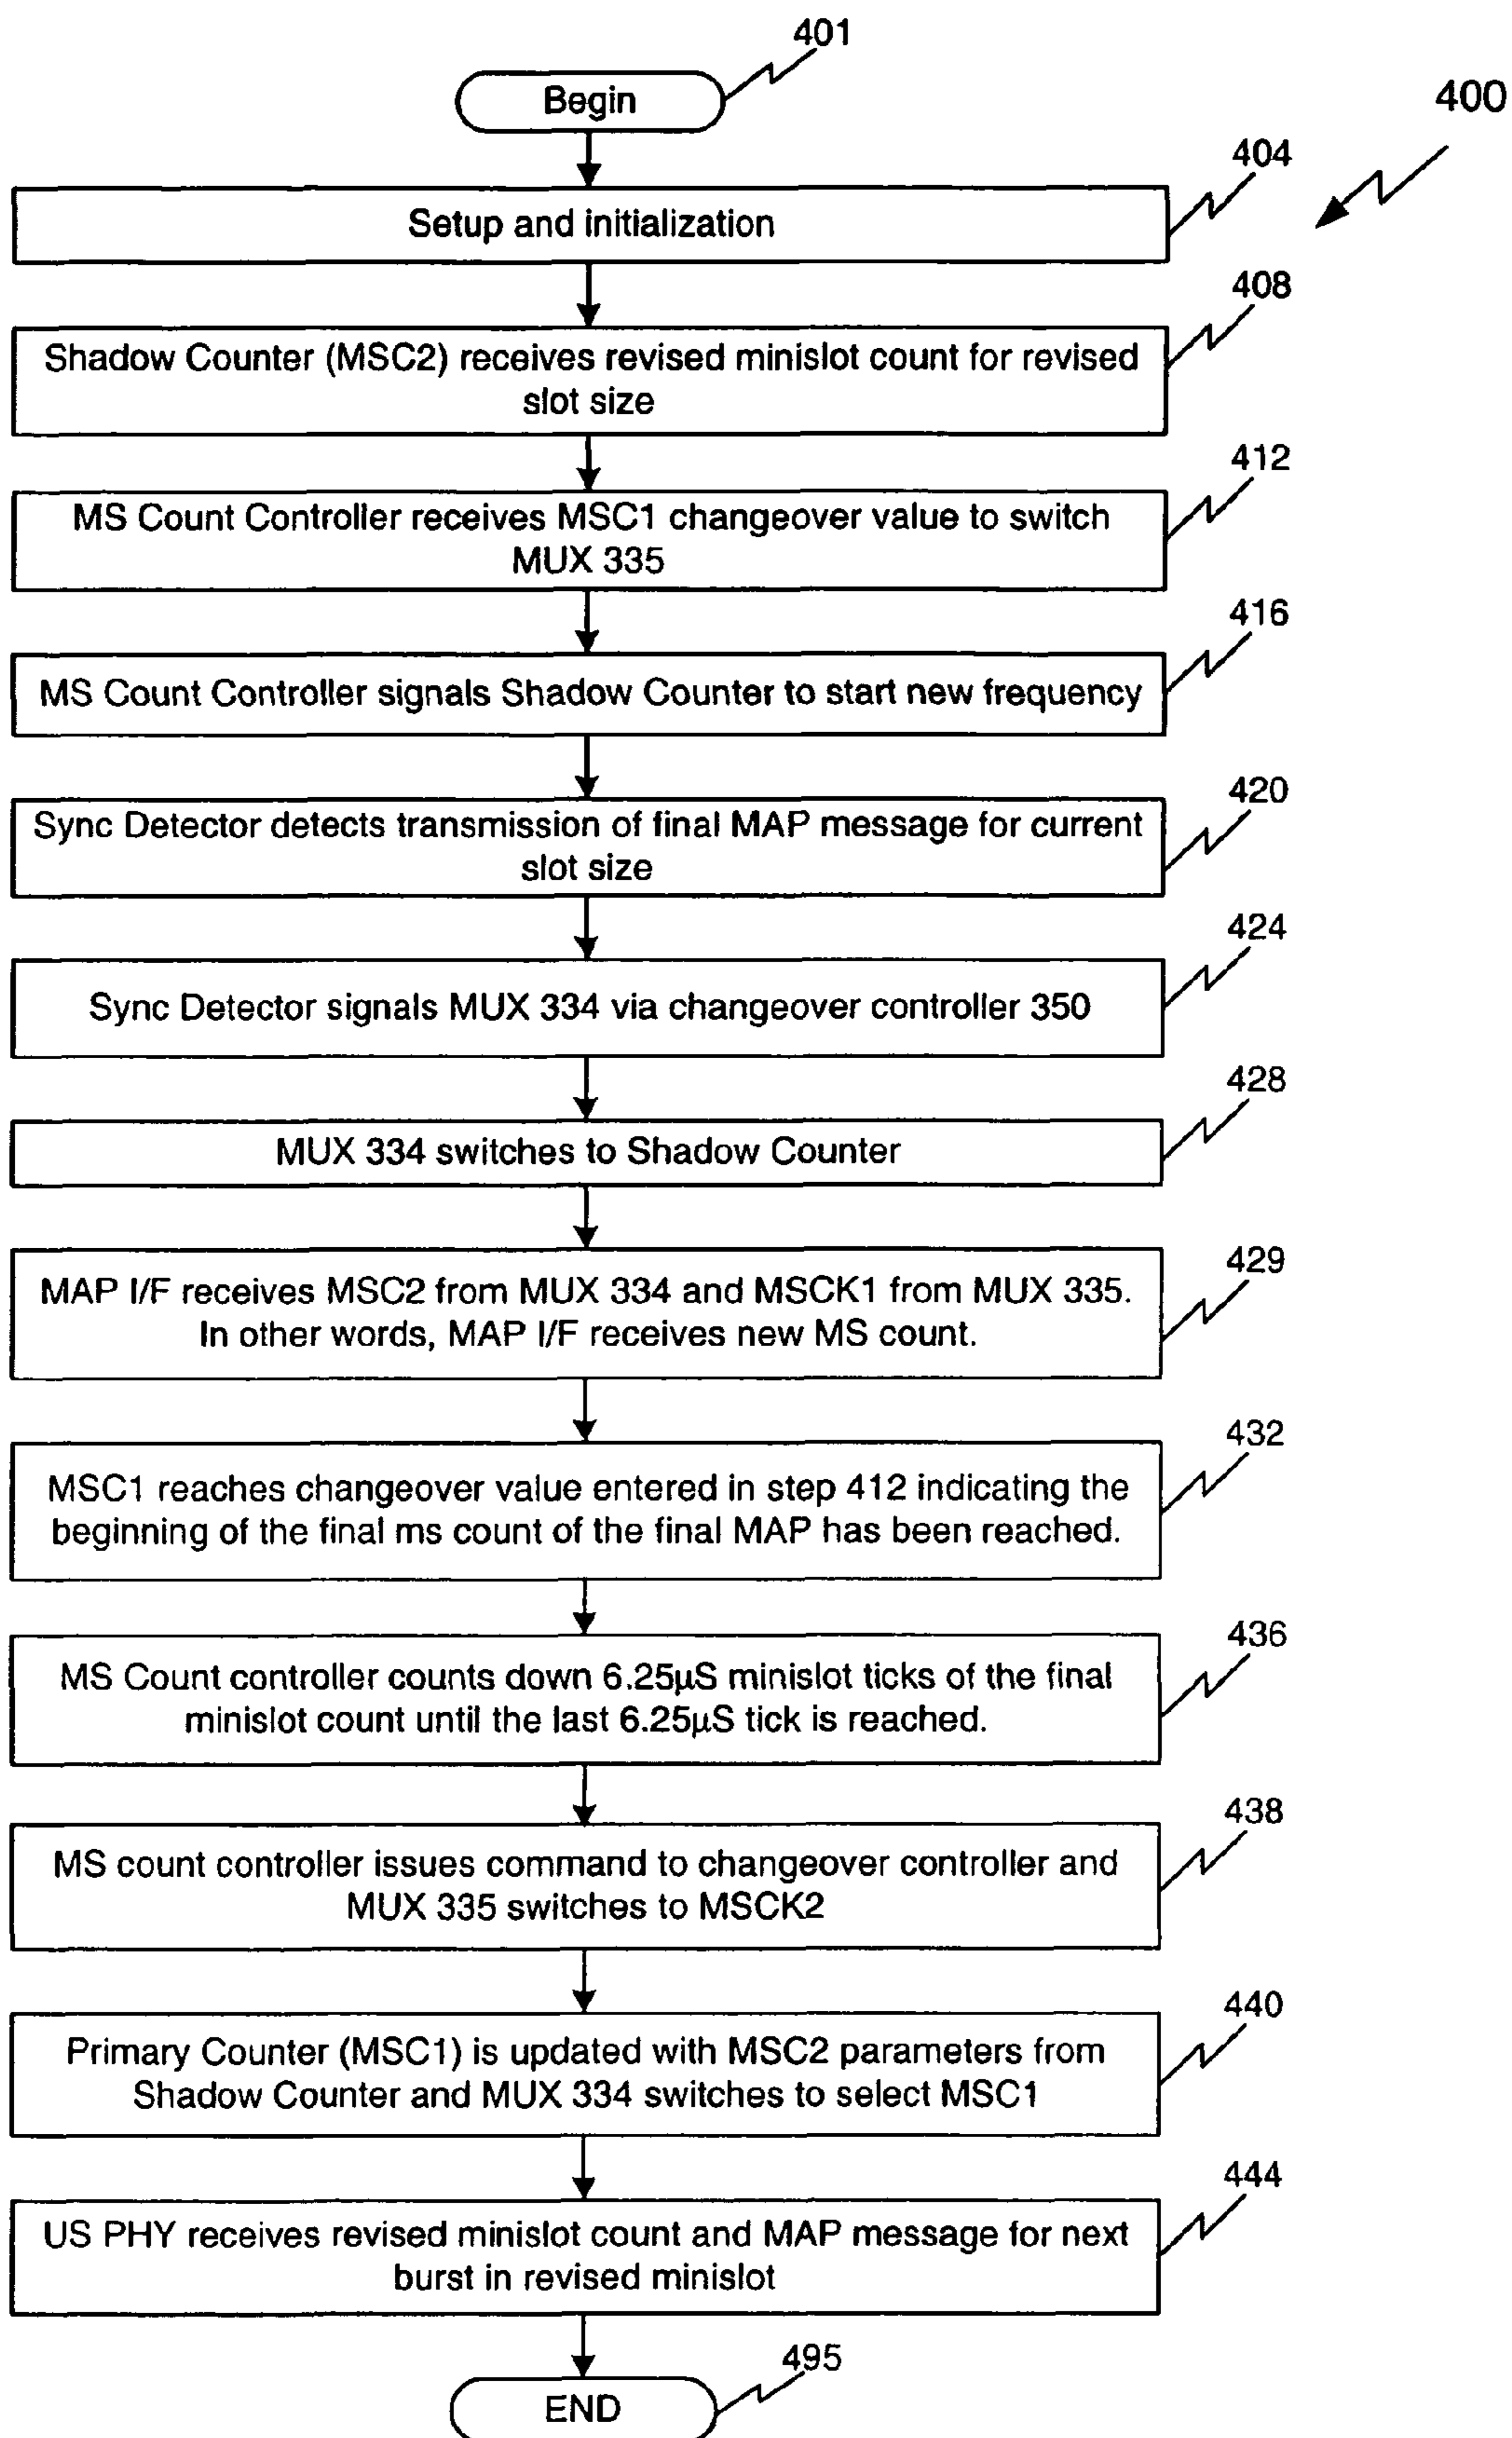 401
Begin
400
404
Setup and initialization
408
Shadow Counter (MSC2) receives revised minislot count for revised
slot size
412
MS Count Controller receives MSC1 changeover value to switch
MUX 335
416
MS Count Controller signals Shadow Counter to start new frequency
420
Sync Detector detects transmission of final MAP message for current
slot size
424
Sync Detector signals MUX 334 via changeover controller 350
428
MUX 334 switches to Shadow Counter
429
MAP I/F receives MSC2 from MUX 334 and MSCK1 from MUX 335.
In other words, MAP I/F receives new MS count.
432
MSC1 reaches changeover value entered in step 412 indicating the
beginning of the final ms count of the final MAP has been reached.
436
MS Count controller counts down 6.25μS minislot ticks of the final
minislot count until the last 6.25μS tick is reached.
438
MS count controller issues command to changeover controller and
MUX 335 switches to MSCK2
440
Primary Counter (MSC1) is updated with MSC2 parameters from
Shadow Counter and MUX 334 switches to select MSC1
444
US PHY receives revised minislot count and MAP message for next
burst in revised minislot
495
END